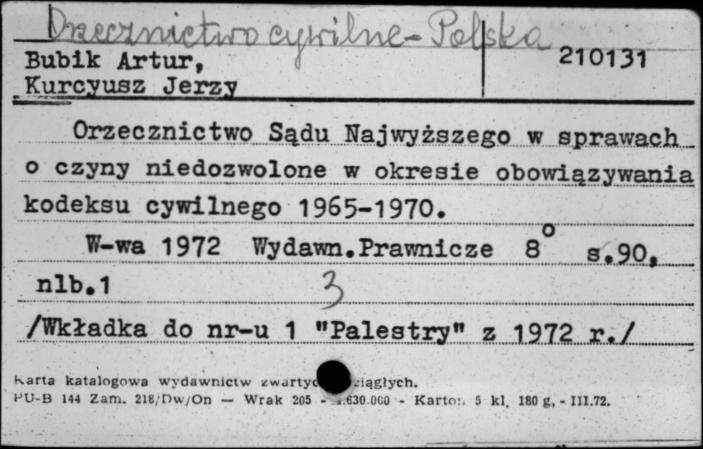 Orzecznictwo cywilne - Polska
Bubik Artur, 210131
Kurcyusz Jerzy
Orzecznictwo Sądu Najwyższego w sprawach
o czyny niedozwolone w okresie obowiązywania
kodeksu cywilnego 1965-1970.
W-wa 1972 Wydawn.Prawnicze 8° s.90,
nlb.1
3
/Wkładka do nr-u 1 "Palestry" z 1972 r./
Karta katalogowa wydawnictw
PU-B 144 Zam. 218/Dw/On — Wrak 205 - .630.000 - Karton 5 kl. 180 g, - III.72.